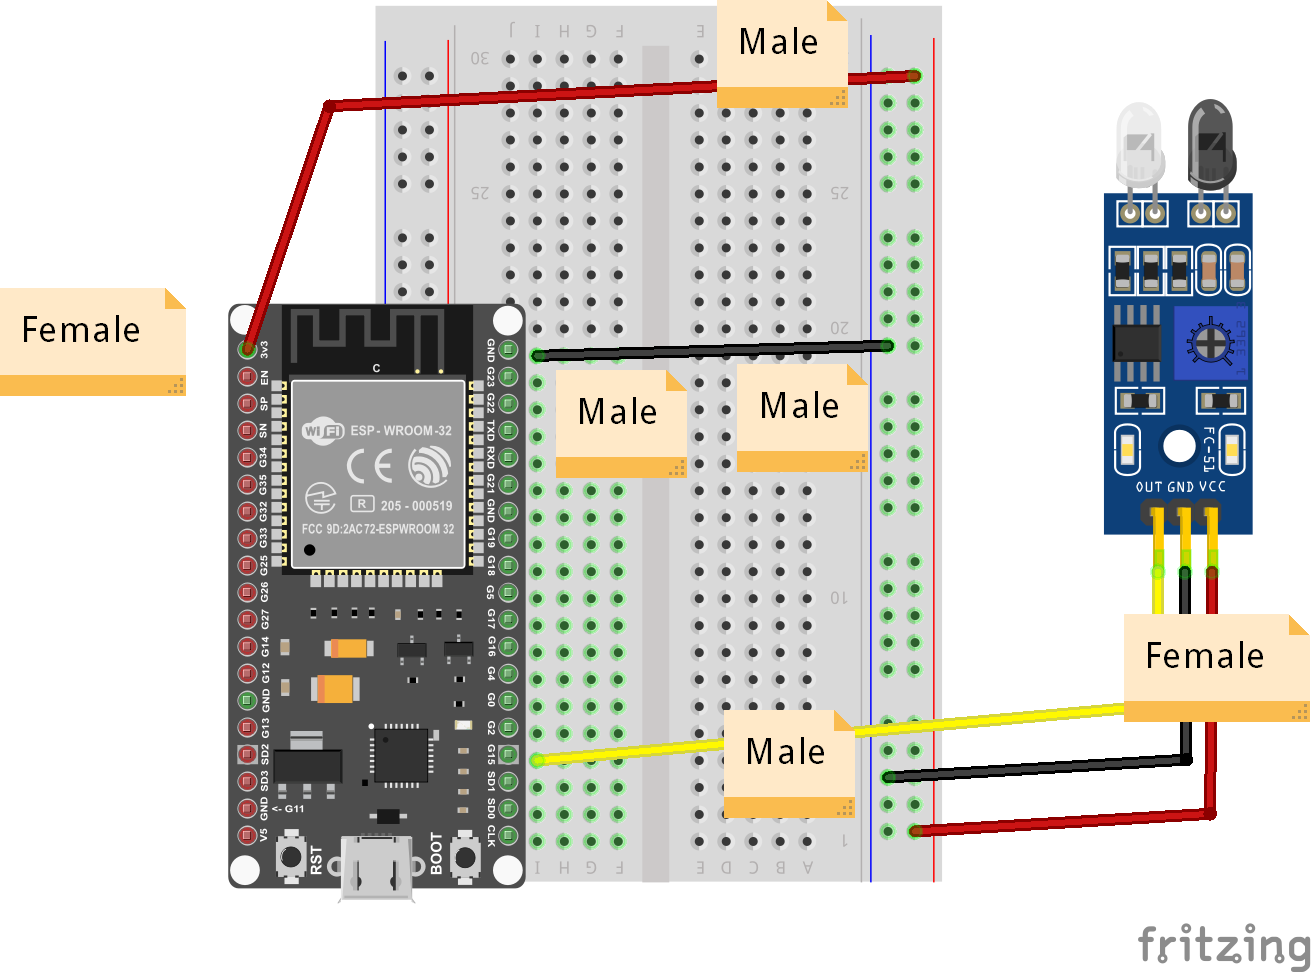 Male
J I H G F
E
30
25
25
Female
20
3v3
EN
SP
SN
G34
G35
G32
G33
G25
G26
G27
G14
G12
GND
G13
SD2
SD3
GND <- G11
V5
C
WiFi ESP - WROOM -32
CE
R 205 - 000519
FCC 9D:2AC72-ESPWROOM 32
GND
G23
G22
TXD
RXD
G21
GND
G19
G18
G5
G17
G16
G4
G0
G2
G15
SD1
SD0
CLK
RST
BOOT
Male
Male
10
3362
FC-51
OUT GND VCC
Female
Male
1
I H G F E D C B A
fritzing